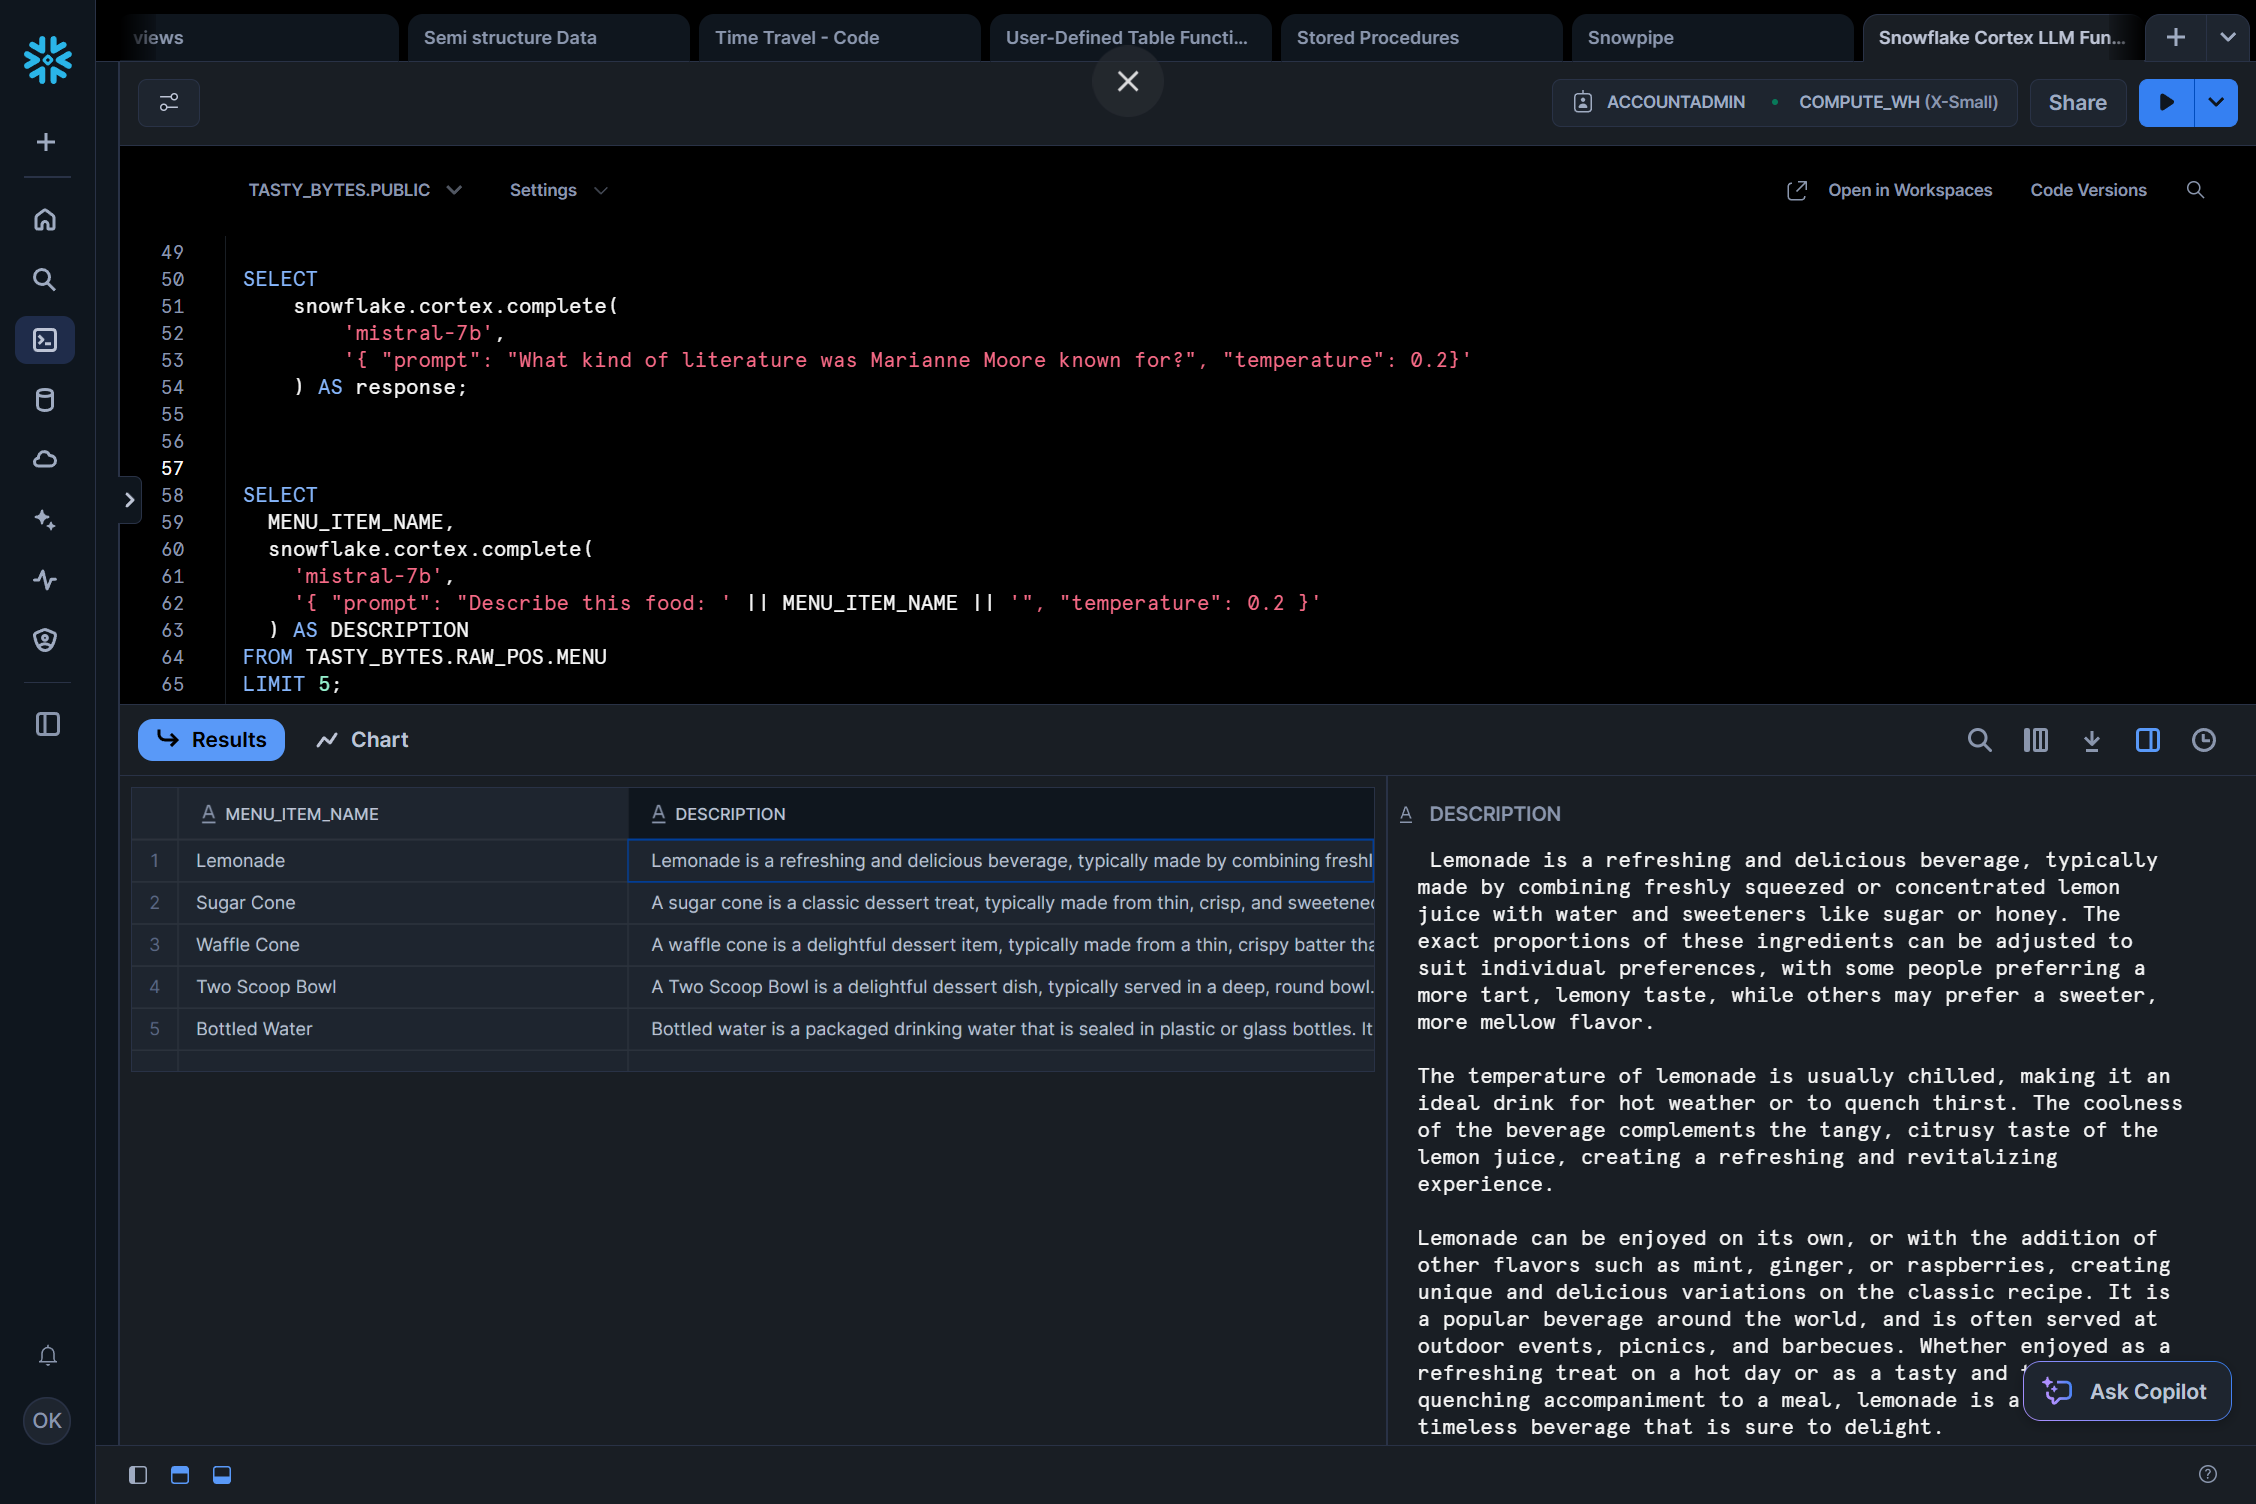 views
Semi structure Data
Time Travel - Code
User-Defined Table Functi...
Stored Procedures
Snowpipe
Snowflake Cortex LLM Fun...
ACCOUNTADMIN
COMPUTE_WH (X-Small)
Share
TASTY_BYTES.PUBLIC
Settings
Open in Workspaces
Code Versions
49
50 SELECT
51 snowflake.cortex.complete(
52 'mistral-7b',
53 '{ "prompt": "What kind of literature was Marianne Moore known for?", "temperature": 0.2}'
54 ) AS response;
55
56
57
58 SELECT
59 MENU_ITEM_NAME,
60 snowflake.cortex.complete(
61 'mistral-7b',
62 '{ "prompt": "Describe this food: ' || MENU_ITEM_NAME || '", "temperature": 0.2 }'
63 ) AS DESCRIPTION
64 FROM TASTY_BYTES.RAW_POS.MENU
65 LIMIT 5;
Results
Chart
A MENU_ITEM_NAME
A DESCRIPTION
1 Lemonade Lemonade is a refreshing and delicious beverage, typically made by combining freshl
2 Sugar Cone A sugar cone is a classic dessert treat, typically made from thin, crisp, and sweetened
3 Waffle Cone A waffle cone is a delightful dessert item, typically made from a thin, crispy batter tha
4 Two Scoop Bowl A Two Scoop Bowl is a delightful dessert dish, typically served in a deep, round bowl.
5 Bottled Water Bottled water is a packaged drinking water that is sealed in plastic or glass bottles. It
A DESCRIPTION
Lemonade is a refreshing and delicious beverage, typically
made by combining freshly squeezed or concentrated lemon
juice with water and sweeteners like sugar or honey. The
exact proportions of these ingredients can be adjusted to
suit individual preferences, with some people preferring a
more tart, lemony taste, while others may prefer a sweeter,
more mellow flavor.
The temperature of lemonade is usually chilled, making it an
ideal drink for hot weather or to quench thirst. The coolness
of the beverage complements the tangy, citrusy taste of the
lemon juice, creating a refreshing and revitalizing
experience.
Lemonade can be enjoyed on its own, or with the addition of
other flavors such as mint, ginger, or raspberries, creating
unique and delicious variations on the classic recipe. It is
a popular beverage around the world, and is often served at
outdoor events, picnics, and barbecues. Whether enjoyed as a
refreshing treat on a hot day or as a tasty and
quenching accompaniment to a meal, lemonade is a
timeless beverage that is sure to delight.
Ask Copilot
OK